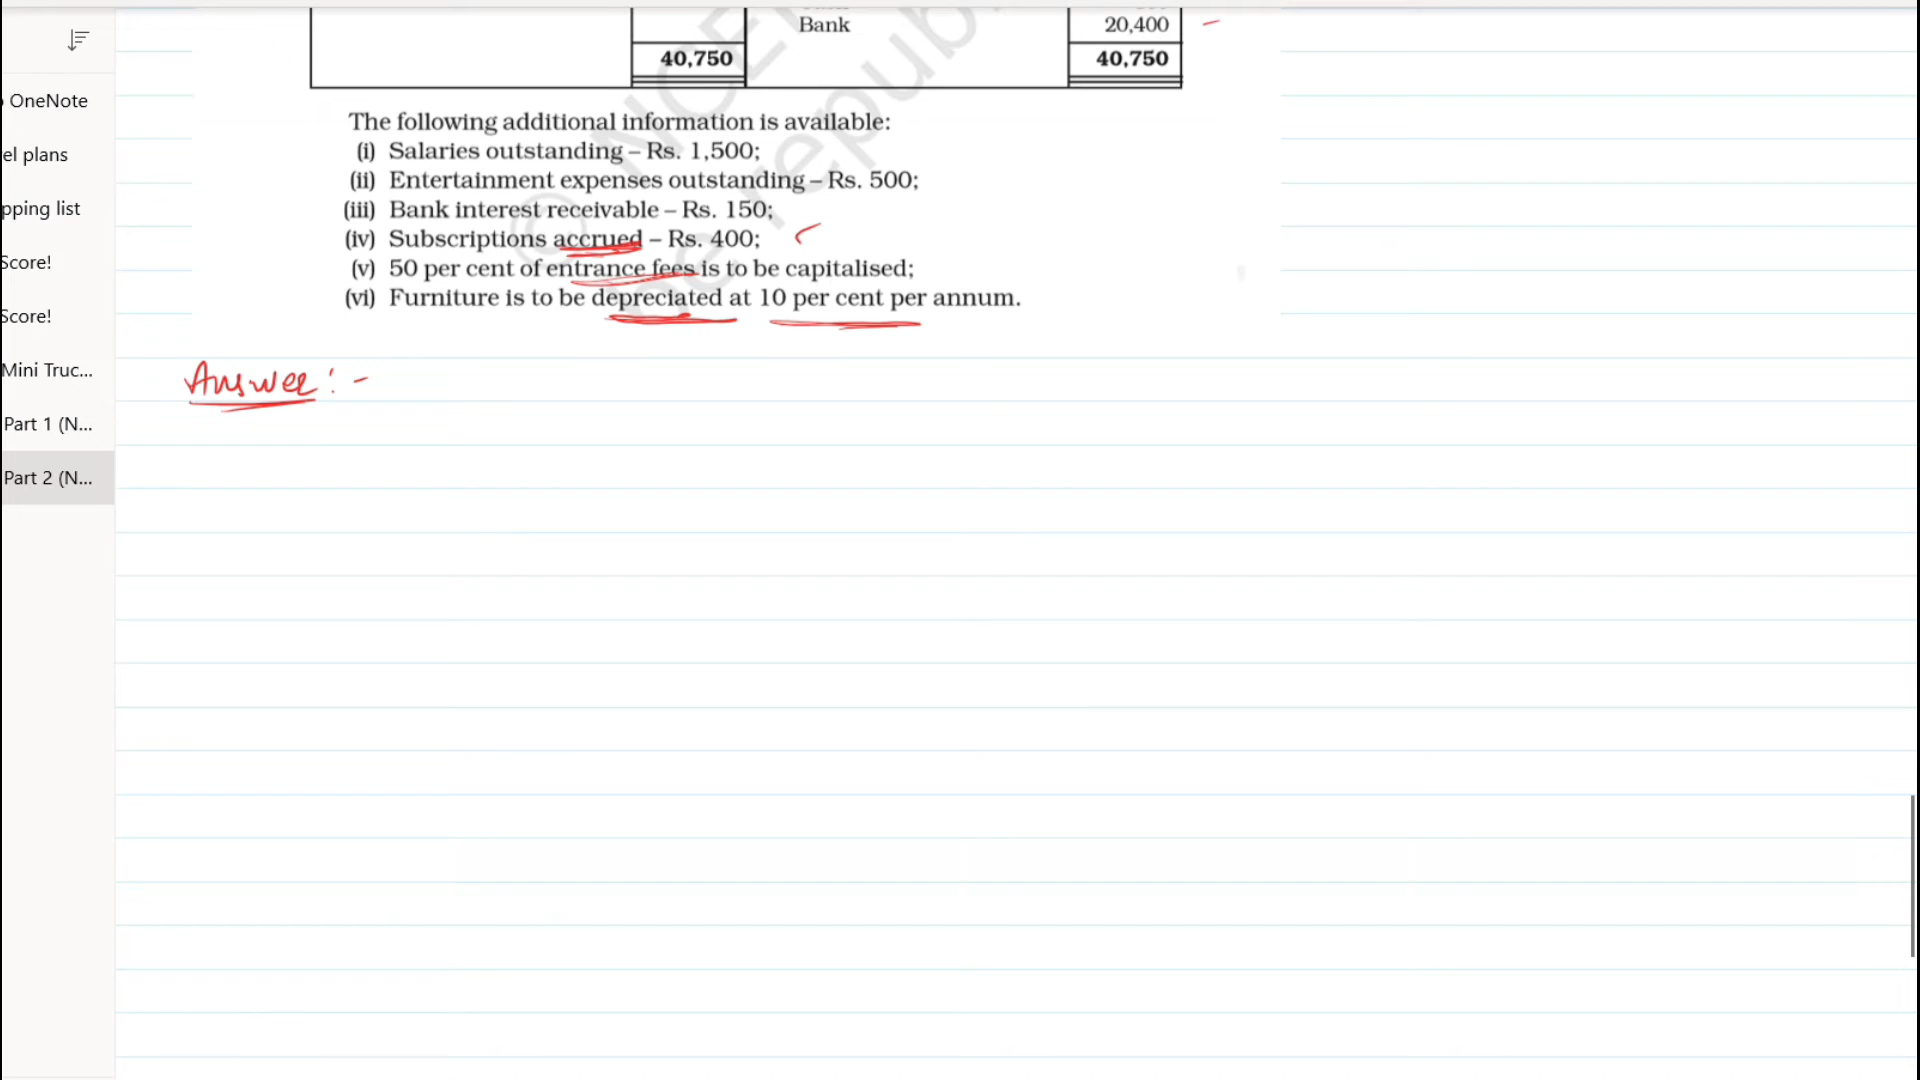 Bank 20,400
40,750 40,750
OneNote
The following additional information is available:
(i) Salaries outstanding – Rs. 1,500;
el plans
(ii) Entertainment expenses outstanding – Rs. 500;
pping list
(iii) Bank interest receivable – Rs. 150;
(iv) Subscriptions accrued – Rs. 400;
Score!
(v) 50 per cent of entrance fees is to be capitalised;
(vi) Furniture is to be depreciated at 10 per cent per annum.
Score!
Mini Truc...
Answer :-
Part 1 (N...
Part 2 (N...